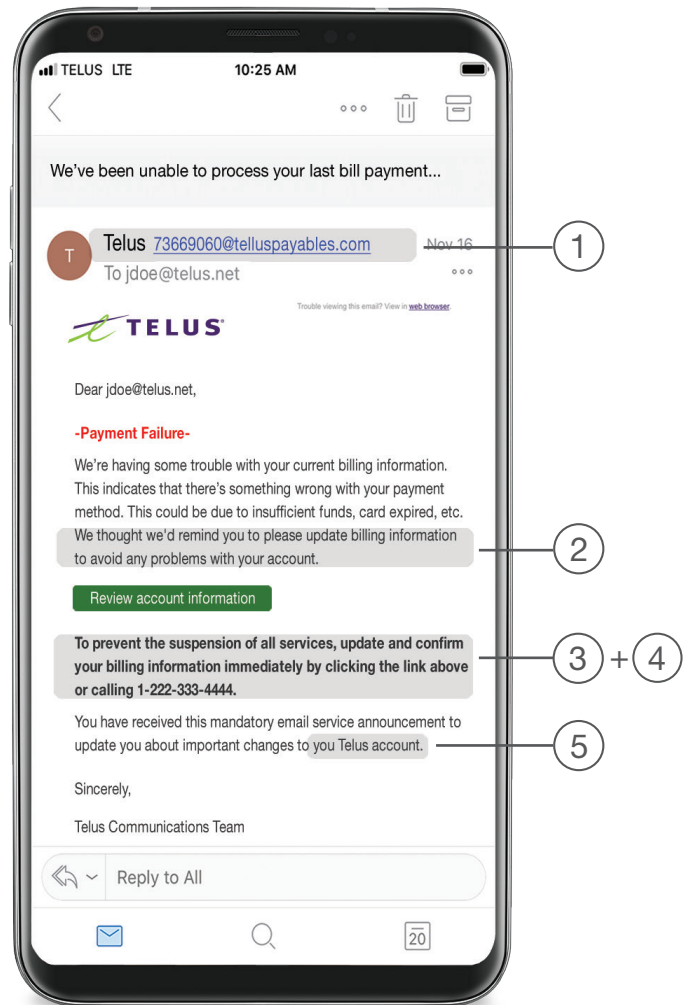 TELUS LTE 10:25 AM
We've been unable to process your last bill payment...
T
Telus 73669060@telluspayables.com Nov 16
1
To jdoe@telus.net
Trouble viewing this email? View in web browser.
TELUS
Dear jdoe@telus.net,
-Payment Failure-
We're having some trouble with your current billing information.
This indicates that there's something wrong with your payment
method. This could be due to insufficient funds, card expired, etc.
We thought we'd remind you to please update billing information
to avoid any problems with your account.
2
Review account information
To prevent the suspension of all services, update and confirm
your billing information immediately by clicking the link above
or calling 1-222-333-4444.
3 + 4
You have received this mandatory email service announcement to
update you about important changes to you Telus account.
5
Sincerely,
Telus Communications Team
Reply to All
20